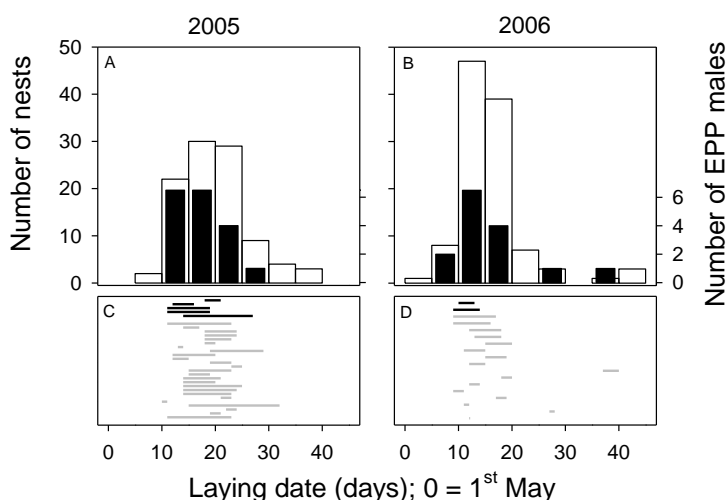 2005 2006
Number of nests
50
40
30
20
10
0
A
B
6
4
2
0
Number of EPP males
C
D
0 10 20 30 40 0 10 20 30 40
Laying date (days); 0 = 1st May